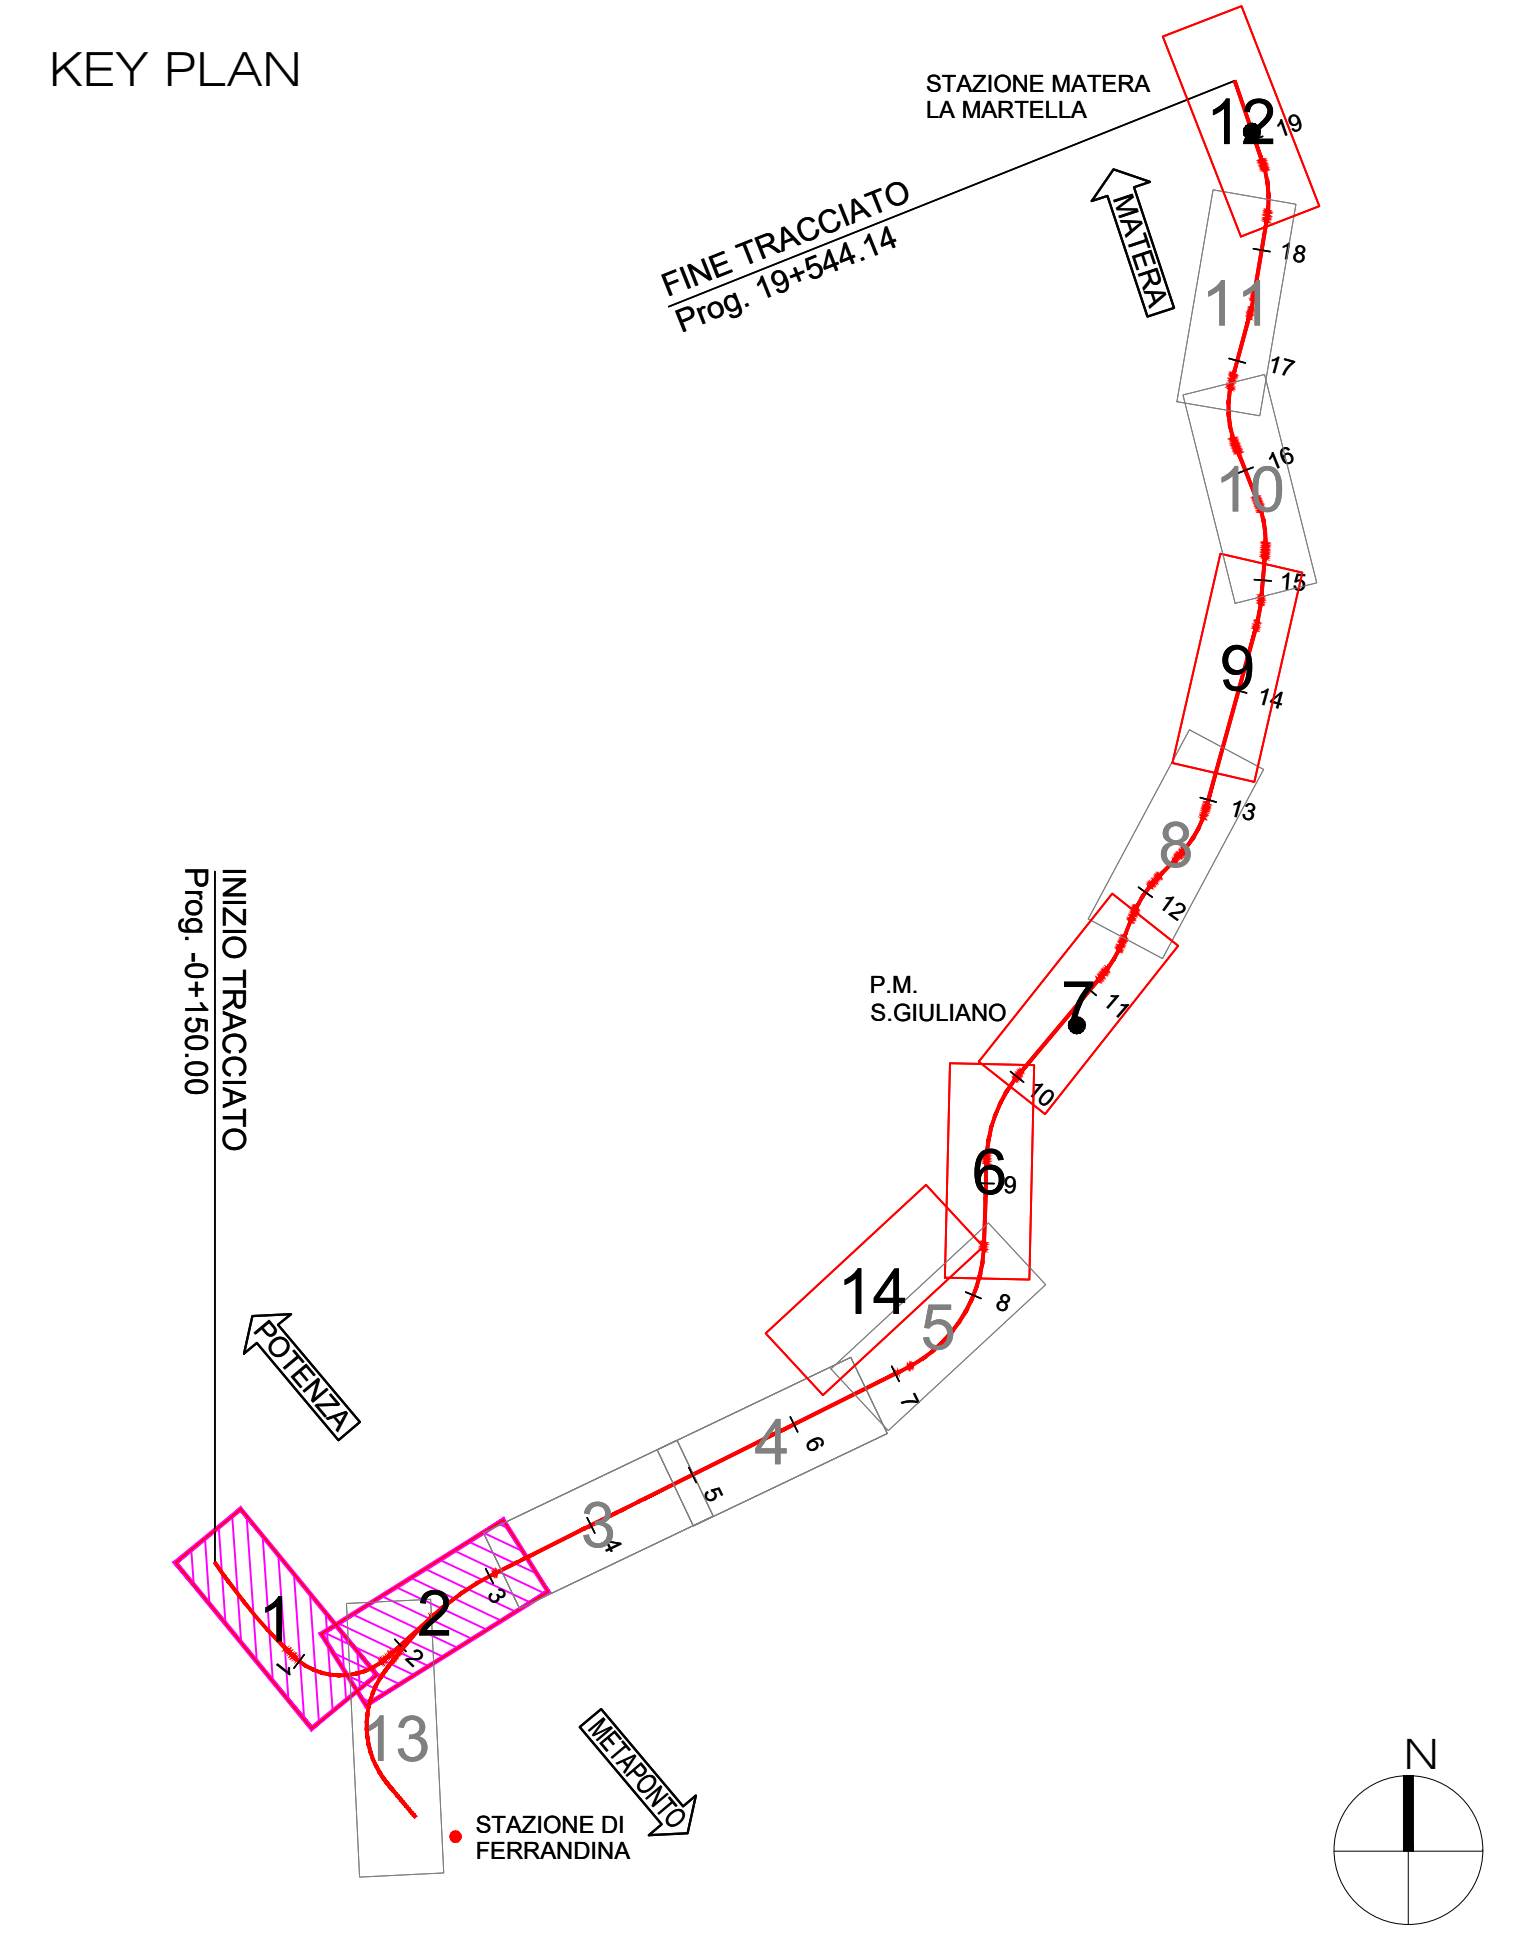 KEY PLAN
STAZIONE MATERA
LA MARTELLA
12
19
FINE TRACCIATO
Prog. 19+544.14
MATERA
18
11
17
16
10
15
9
14
13
8
12
P.M.
S.GIULIANO
7
11
10
INIZIO TRACCIATO
Prog. -0+150.00
6
9
14
8
5
POTENZA
7
4
6
5
3
4
2
3
1
2
1
13
METAPONTO
STAZIONE DI
FERRANDINA
N